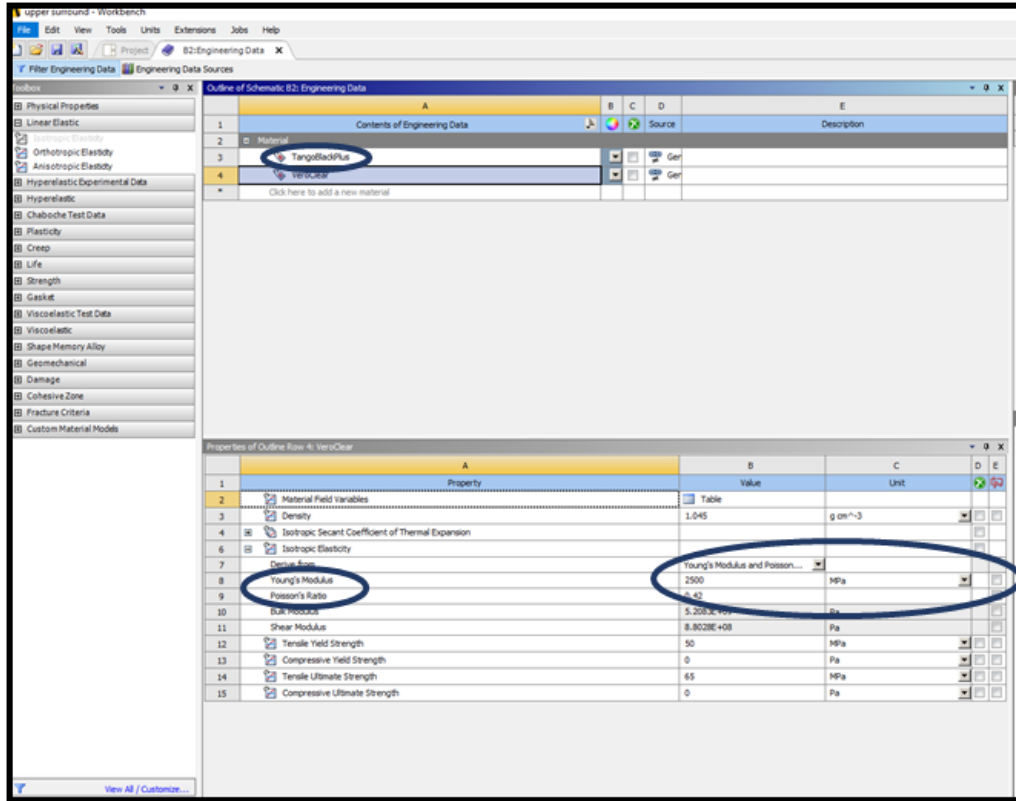 upper surround - Workbench
File Edit View Tools Units Extensions Jobs Help
Project B2:Engineering Data X
Filter Engineering Data Engineering Data Sources
Toolbox
Physical Properties
Linear Elastic
Isotropic Elasticity
Orthotropic Elasticity
Anisotropic Elasticity
Hyperelastic Experimental Data
Hyperelastic
Chaboche Test Data
Plasticity
Creep
Life
Strength
Gasket
Viscoelastic Test Data
Viscoelastic
Shape Memory Alloy
Geomechanical
Damage
Cohesive Zone
Fracture Criteria
Custom Material Models
View All / Customize...
Outline of Schematic B2: Engineering Data
A B C D E
1 Contents of Engineering Data Source Description
2 Material
3 TangoBlackPlus Ger
4 VeroClear Ger
* Click here to add a new material
Properties of Outline Row 4: VeroClear
A B C D E
1 Property Value Unit
2 Material Field Variables Table
3 Density 1.045 g cm^-3
4 Isotropic Secant Coefficient of Thermal Expansion
6 Isotropic Elasticity
7 Derive from Young's Modulus and Poisson...
8 Young's Modulus 2500 MPa
9 Poisson's Ratio 0.42
10 Bulk Modulus Pa
11 Shear Modulus 8.8028E+08 Pa
12 Tensile Yield Strength 50 MPa
13 Compressive Yield Strength 0 Pa
14 Tensile Ultimate Strength 65 MPa
15 Compressive Ultimate Strength 0 Pa